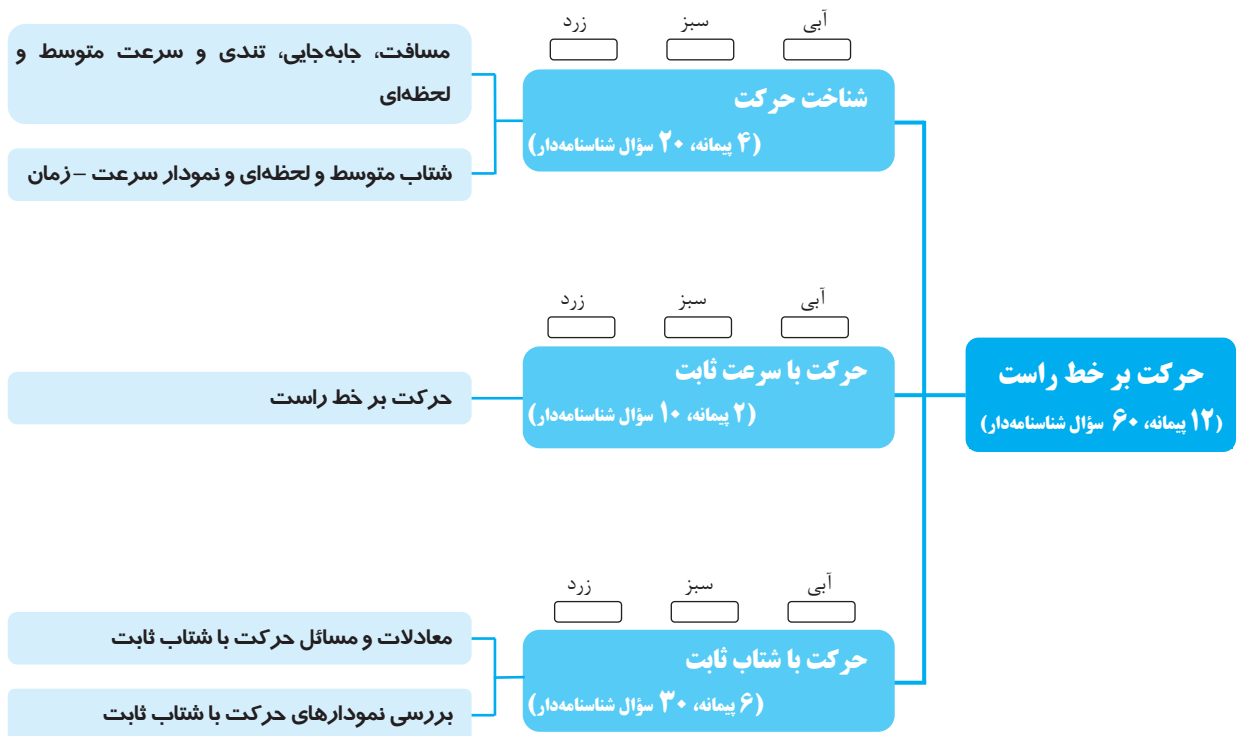 حرکت بر خط راست
(۱۲ پیمانه، ۶۰ سؤال شناسنامه‌دار)
آبی سبز زرد
شناخت حرکت
(۴ پیمانه، ۲۰ سؤال شناسنامه‌دار)
مسافت، جابه‌جایی، تندی و سرعت متوسط و
لحظه‌ای
شتاب متوسط و لحظه‌ای و نمودار سرعت – زمان
آبی سبز زرد
حرکت با سرعت ثابت
(۲ پیمانه، ۱۰ سؤال شناسنامه‌دار)
حرکت بر خط راست
آبی سبز زرد
حرکت با شتاب ثابت
(۶ پیمانه، ۳۰ سؤال شناسنامه‌دار)
معادلات و مسائل حرکت با شتاب ثابت
بررسی نمودارهای حرکت با شتاب ثابت